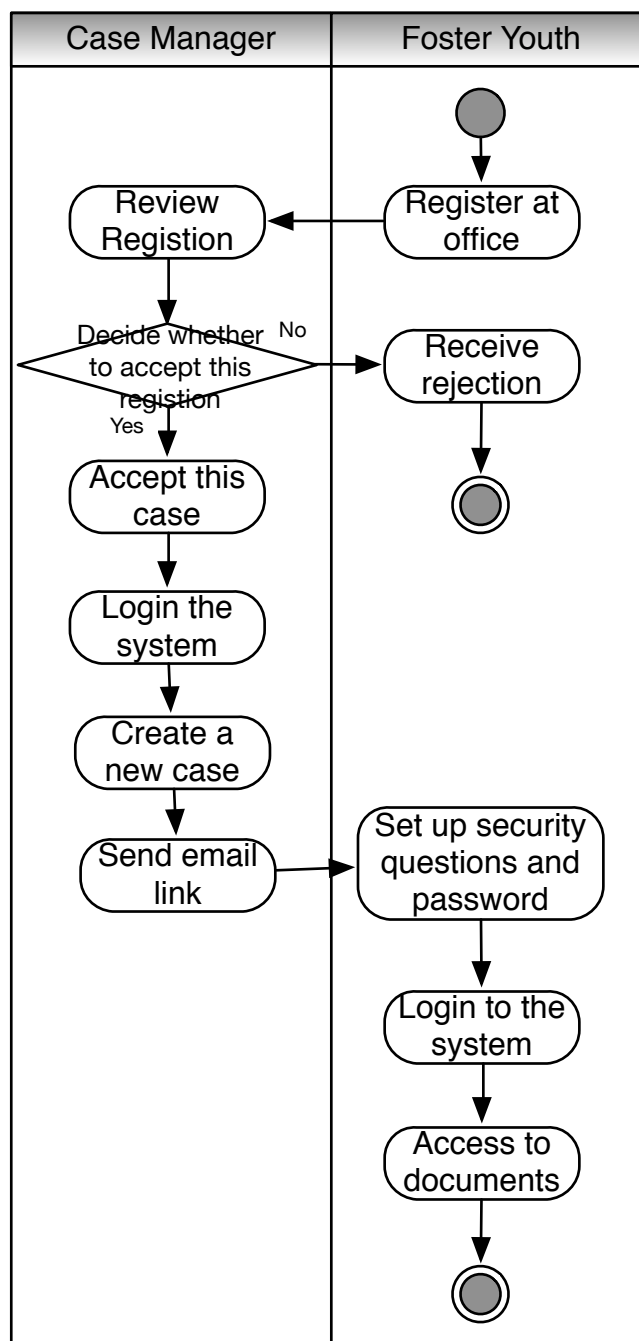 Case Manager
Foster Youth
Register at
office
Review
Registion
Decide whether
to accept this
registion
No
Yes
Receive
rejection
Accept this
case
Login the
system
Create a
new case
Send email
link
Set up security
questions and
password
Login to the
system
Access to
documents